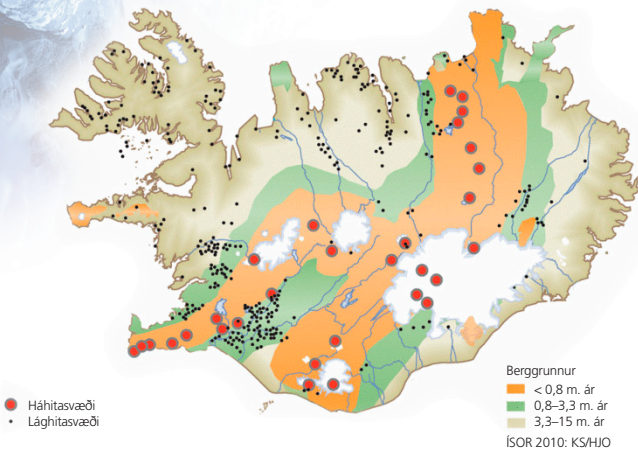 Háhitasvæði
Lághitasvæði
Berggrunnur
< 0,8 m. ár
0,8–3,3 m. ár
3,3–15 m. ár
ÍSOR 2010: KS/HJO